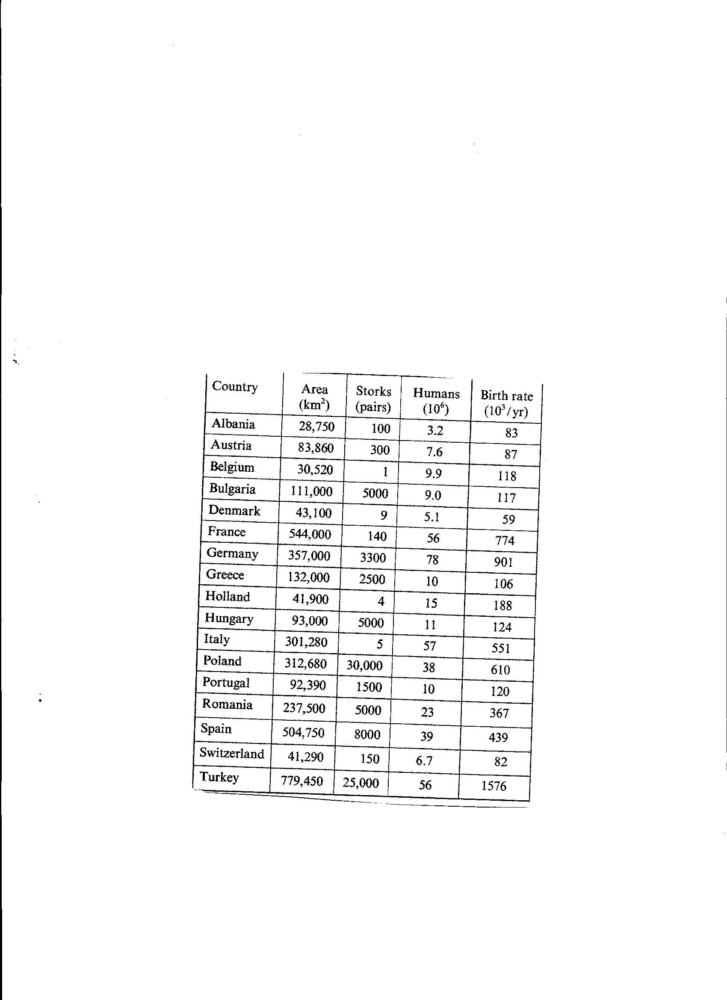 Country Area (km²) Storks (pairs) Humans (10⁶) Birth rate (10³/yr)
Albania 28,750 100 3.2 83
Austria 83,860 300 7.6 87
Belgium 30,520 1 9.9 118
Bulgaria 111,000 5000 9.0 117
Denmark 43,100 9 5.1 59
France 544,000 140 56 774
Germany 357,000 3300 78 901
Greece 132,000 2500 10 106
Holland 41,900 4 15 188
Hungary 93,000 5000 11 124
Italy 301,280 5 57 551
Poland 312,680 30,000 38 610
Portugal 92,390 1500 10 120
Romania 237,500 5000 23 367
Spain 504,750 8000 39 439
Switzerland 41,290 150 6.7 82
Turkey 779,450 25,000 56 1576